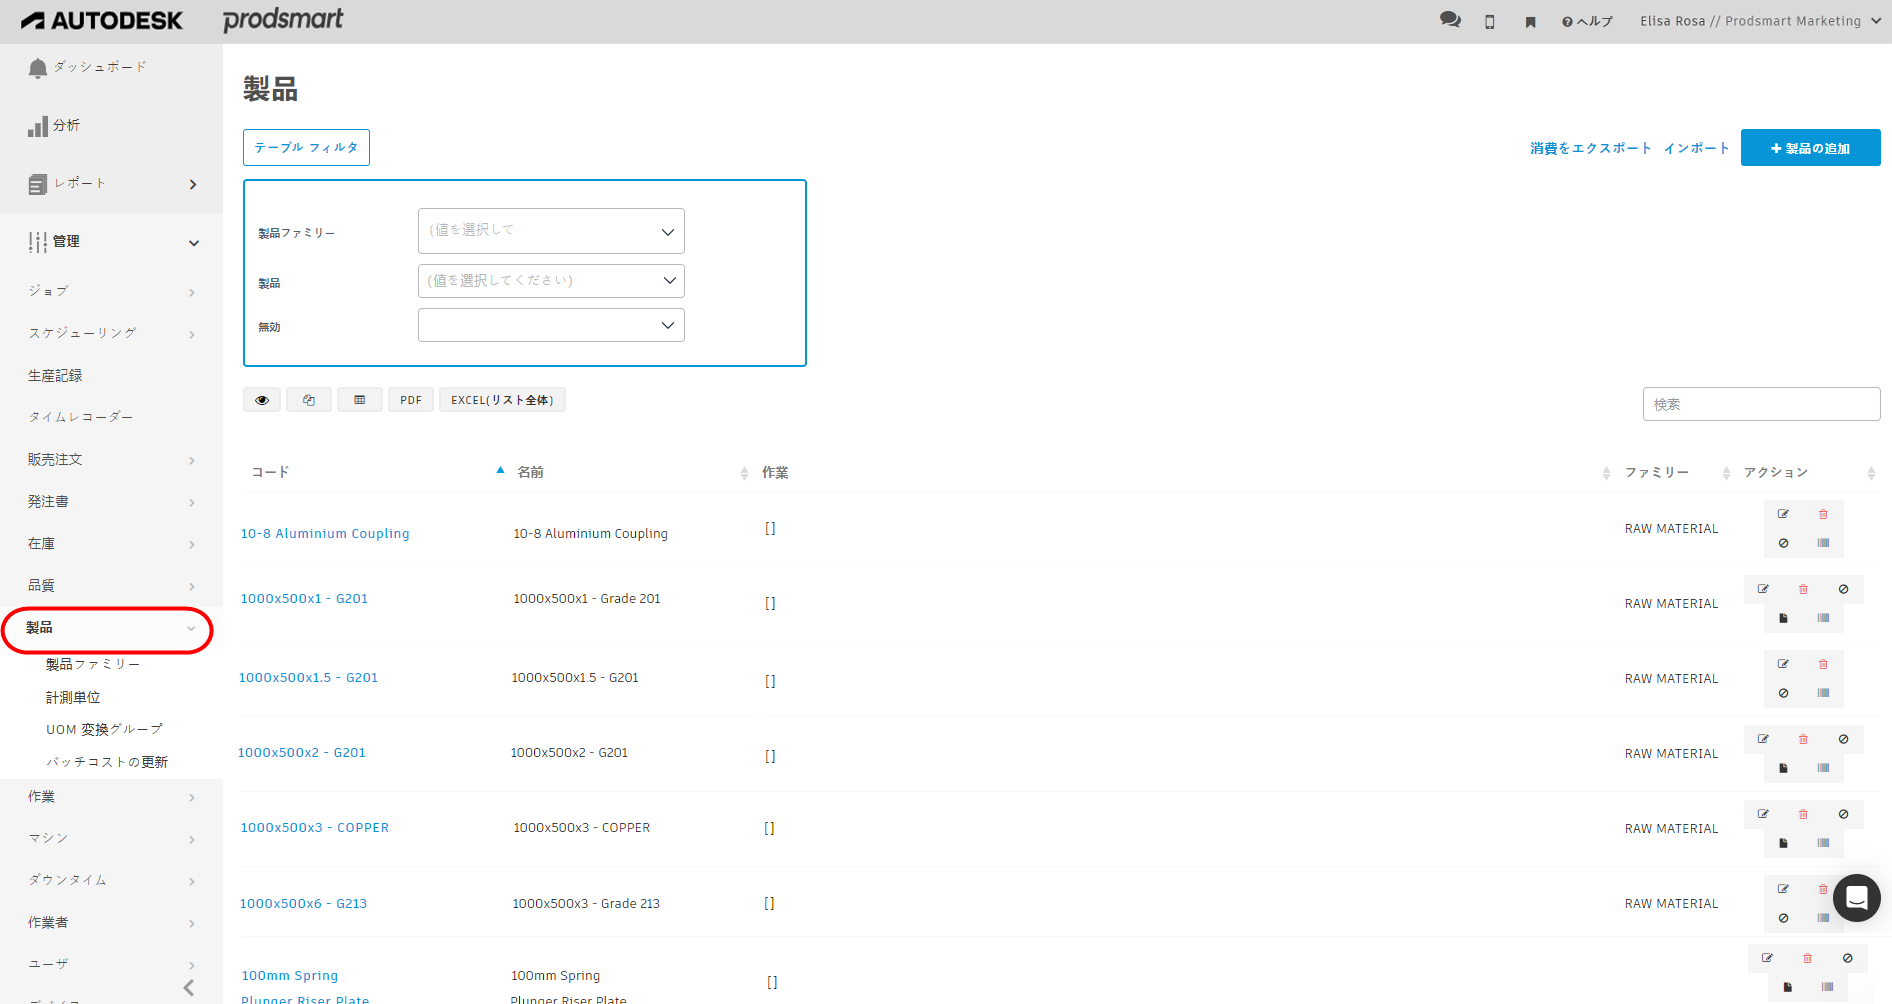 AUTODESK prodsmart
ヘルプ Elisa Rosa // Prodsmart Marketing
ダッシュボード
分析
レポート
管理
ジョブ
スケジューリング
生産記録
タイムレコーダー
販売注文
発注書
在庫
品質
製品
製品ファミリー
計測単位
UOM 変換グループ
バッチコストの更新
作業
マシン
ダウンタイム
作業者
ユーザ
デバイス
製品
テーブル フィルタ
消費をエクスポート インポート + 製品の追加
製品ファミリー (値を選択して
製品 (値を選択してください)
無効
PDF EXCEL(リスト全体)
検索
コード 名前 作業 ファミリー アクション
10-8 Aluminium Coupling 10-8 Aluminium Coupling [] RAW MATERIAL
1000x500x1 - G201 1000x500x1 - Grade 201 [] RAW MATERIAL
1000x500x1.5 - G201 1000x500x1.5 - G201 [] RAW MATERIAL
1000x500x2 - G201 1000x500x2 - G201 [] RAW MATERIAL
1000x500x3 - COPPER 1000x500x3 - COPPER [] RAW MATERIAL
1000x500x6 - G213 1000x500x3 - Grade 213 [] RAW MATERIAL
100mm Spring 100mm Spring []
Plunger Riser Plate Plunger Riser Plate